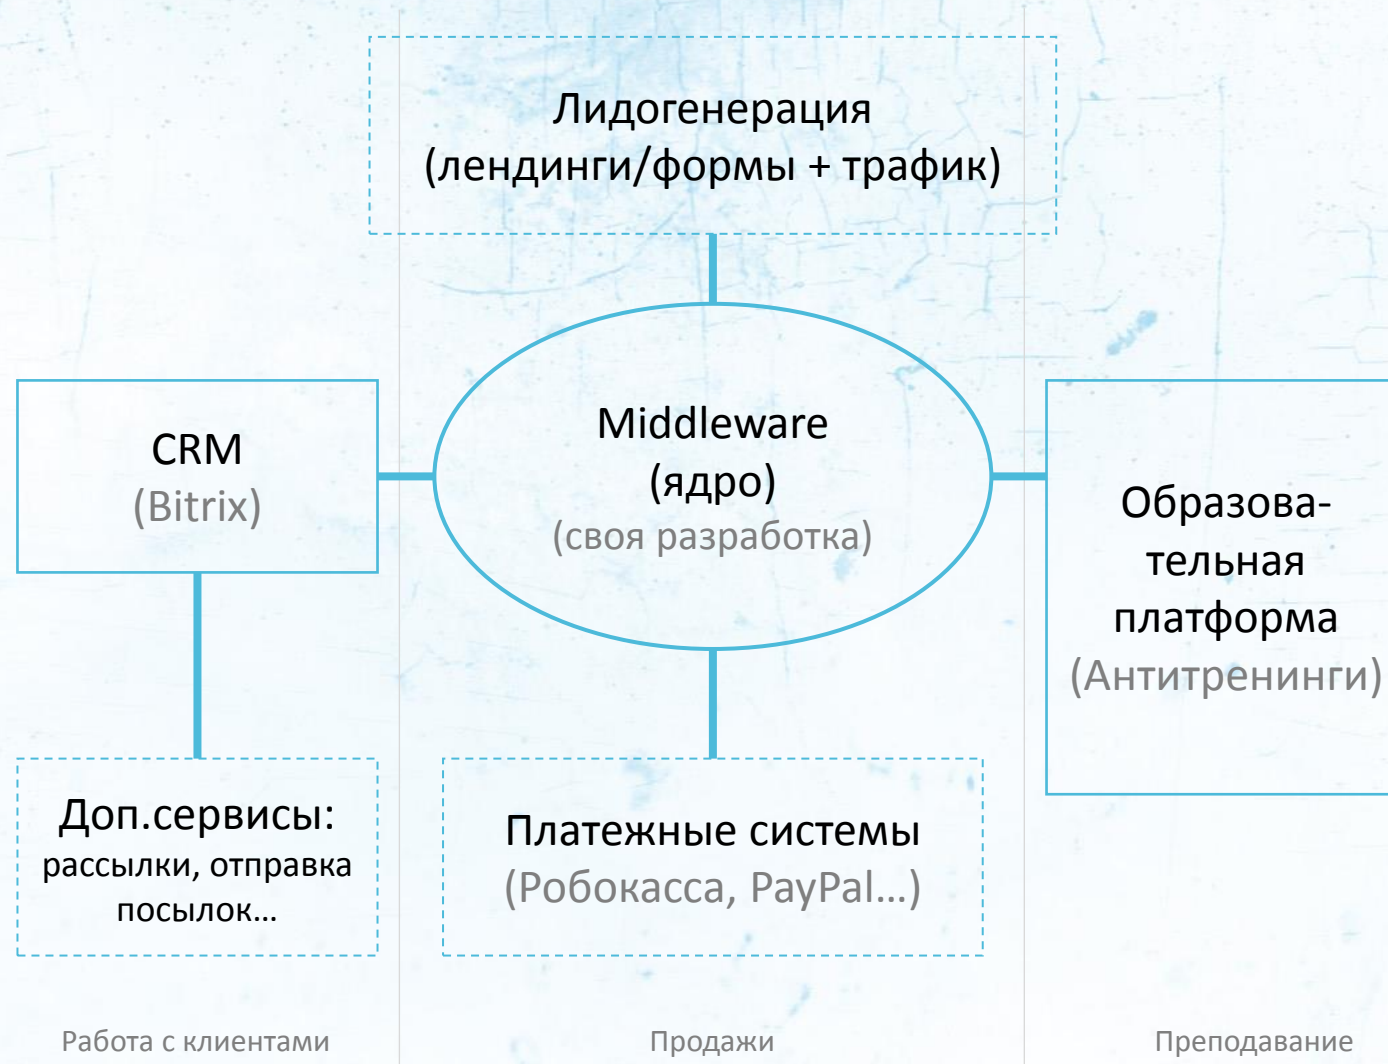 Лидогенерация
(лендинги/формы + трафик)
CRM
(Bitrix)
Middleware
(ядро)
(своя разработка)
Образова-
тельная
платформа
(Антитренинги)
Доп.сервисы:
рассылки, отправка
посылок...
Платежные системы
(Робокасса, PayPal...)
Работа с клиентами
Продажи
Преподавание